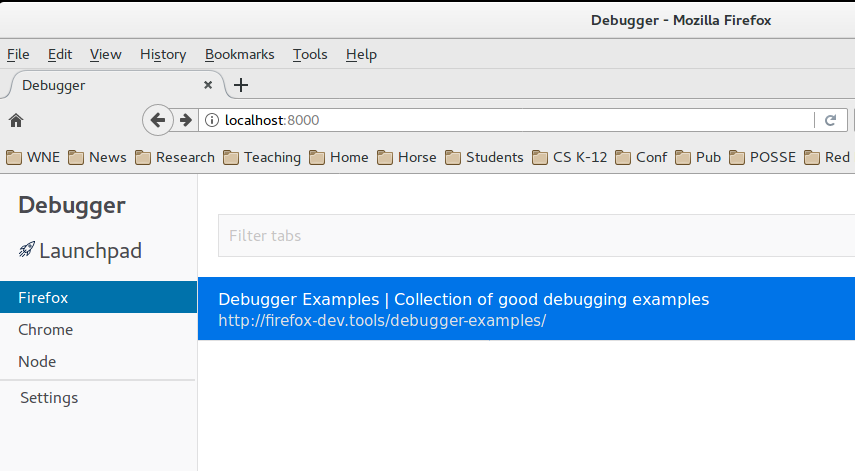 Debugger - Mozilla Firefox
File Edit View History Bookmarks Tools Help
Debugger
localhost:8000
WNE News Research Teaching Home Horse Students CS K-12 Conf Pub POSSE Red
Debugger
Launchpad
Firefox
Chrome
Node
Settings
Filter tabs
Debugger Examples | Collection of good debugging examples
http://firefox-dev.tools/debugger-examples/